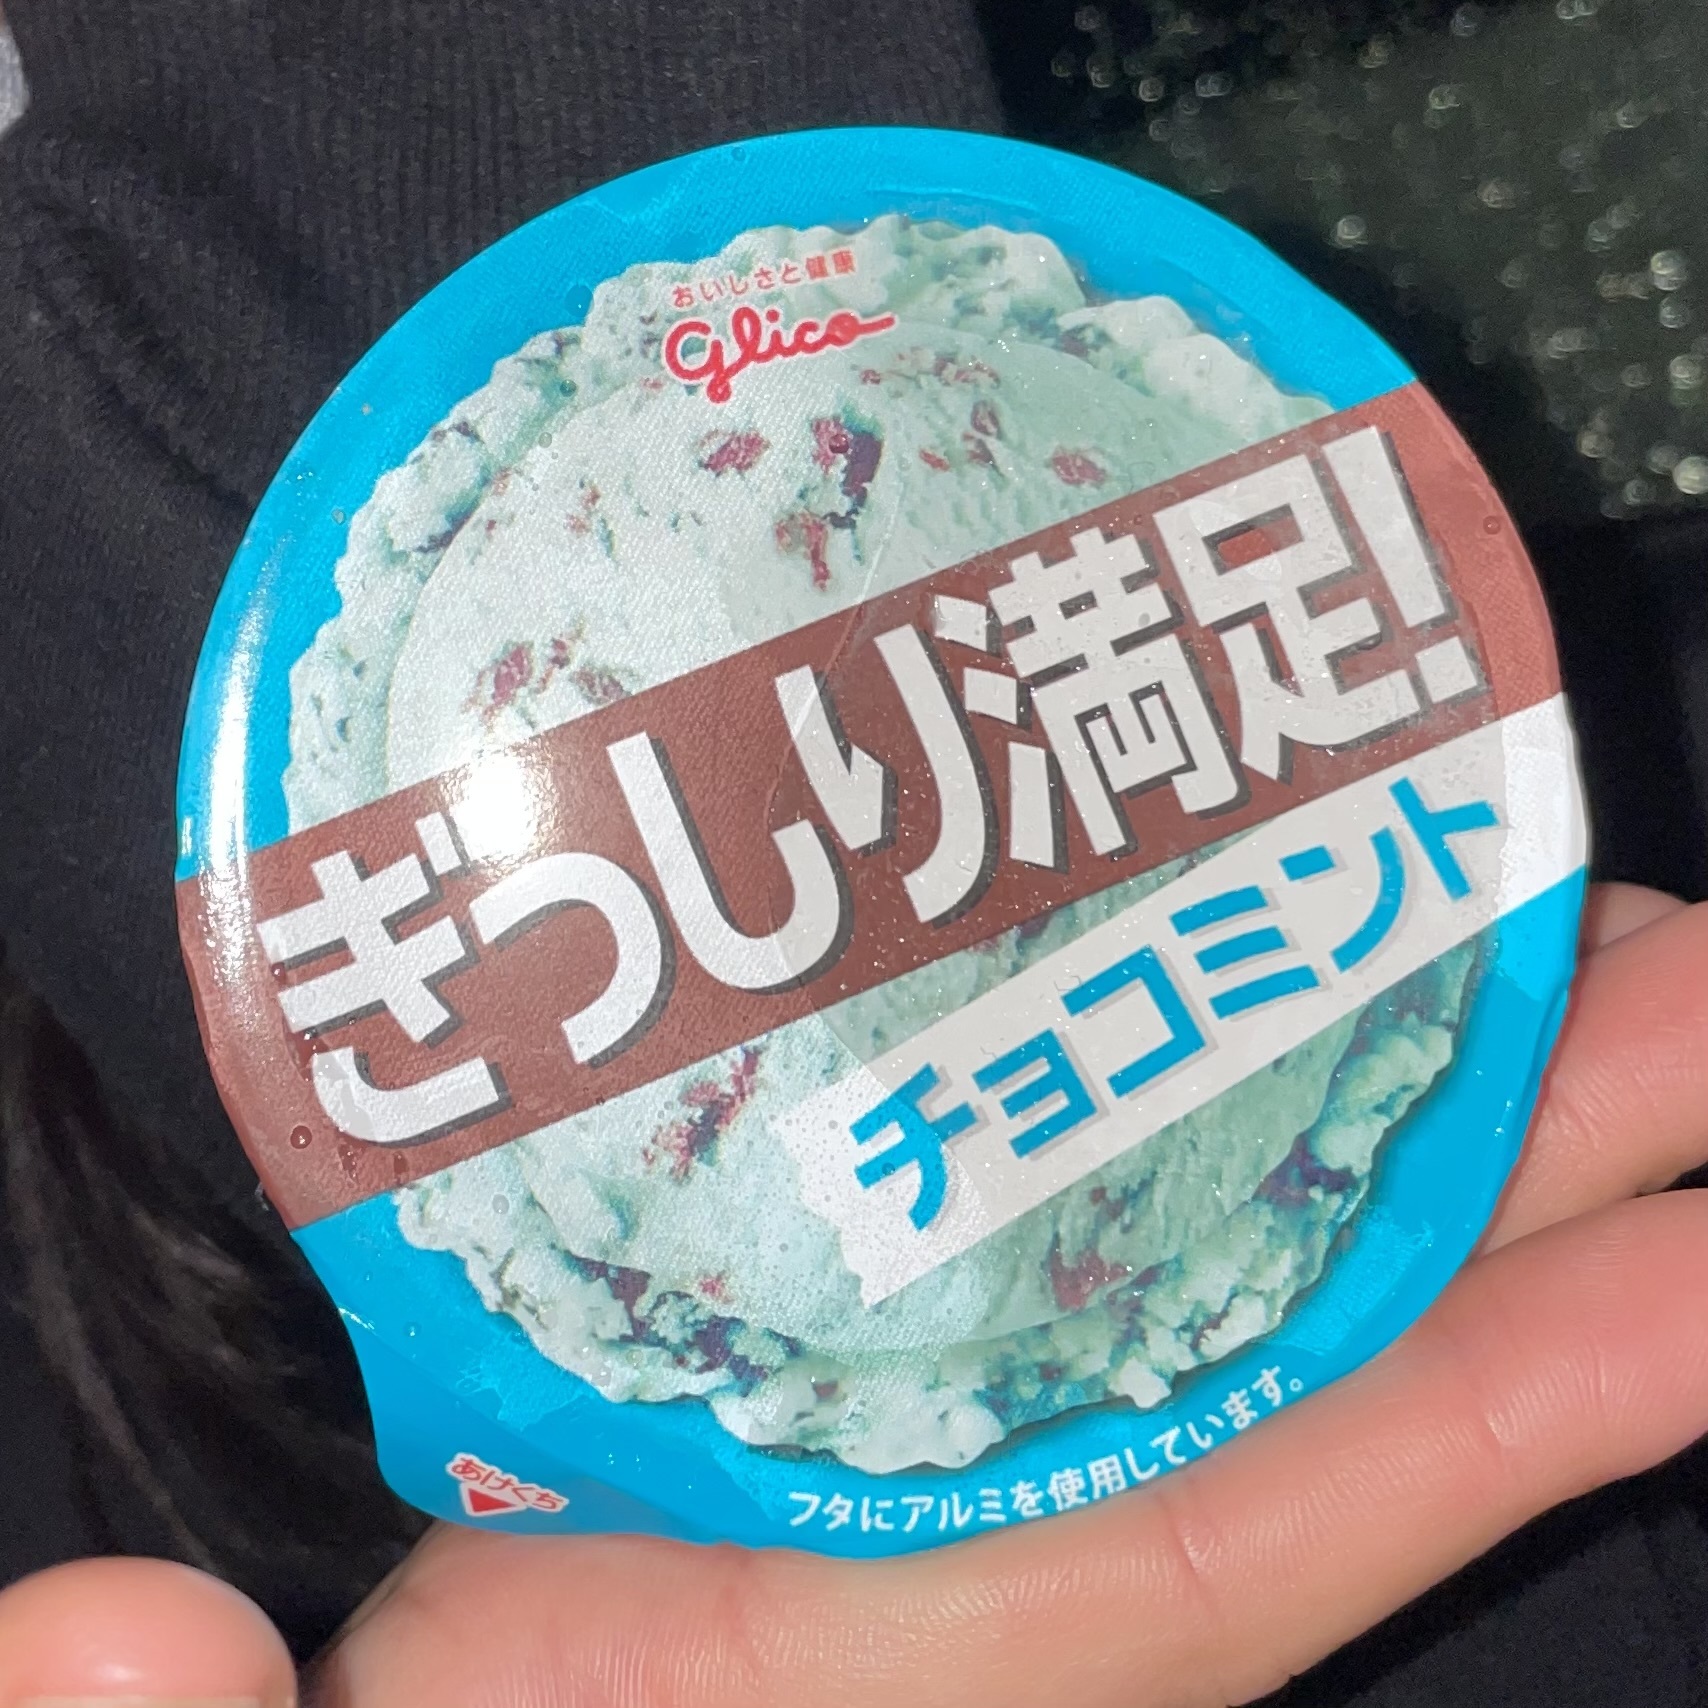 おいしさと健康
glico
ぎっしり満足!
チョコミント
あけくち
フタにアルミを使用しています。